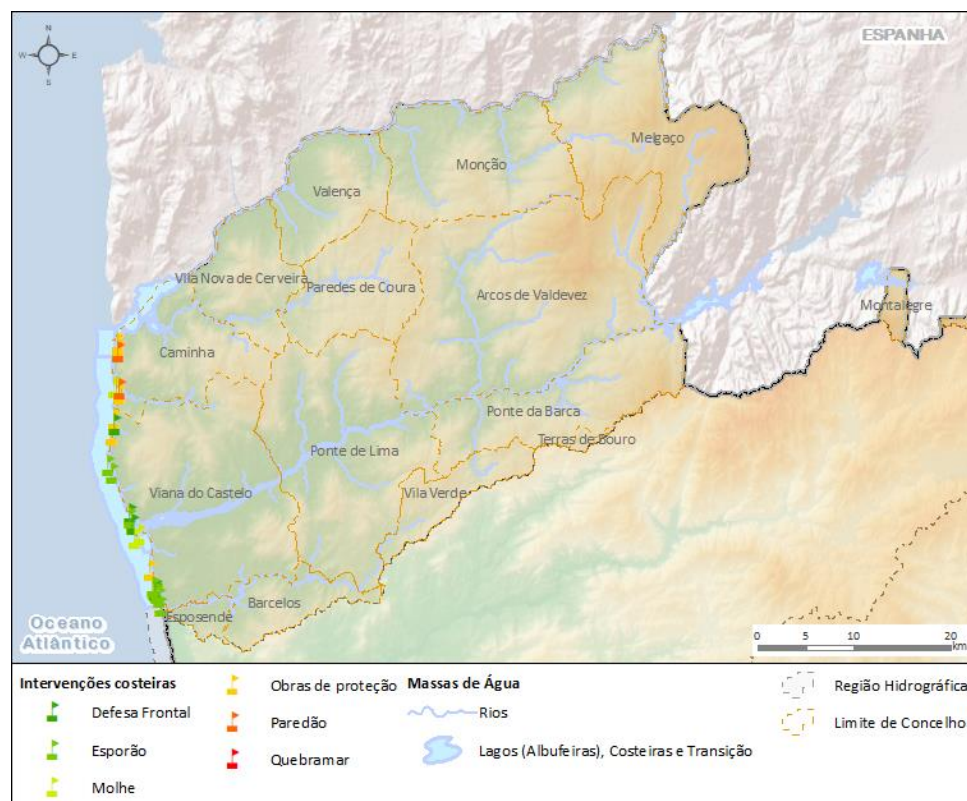 N
W E
S
ESPANHA
Melgaço
Monção
Valença
Vila Nova de Cerveira
Paredes de Coura
Arcos de Valdevez
Montalegre
Caminha
Ponte da Barca
Terras de Bouro
Ponte de Lima
Viana do Castelo
Vila Verde
Barcelos
Esposende
Oceano
Atlântico
0 5 10 20
km
Intervenções costeiras
Defesa Frontal
Esporão
Molhe
Obras de proteção
Paredão
Quebramar
Massas de Água
Rios
Lagos (Albufeiras), Costeiras e Transição
Região Hidrográfica
Limite de Concelho